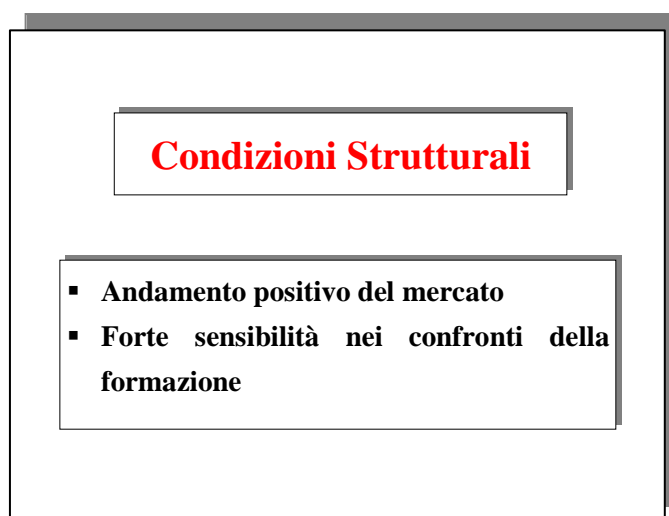 Condizioni Strutturali
▪ Andamento positivo del mercato
▪ Forte sensibilità nei confronti della
formazione